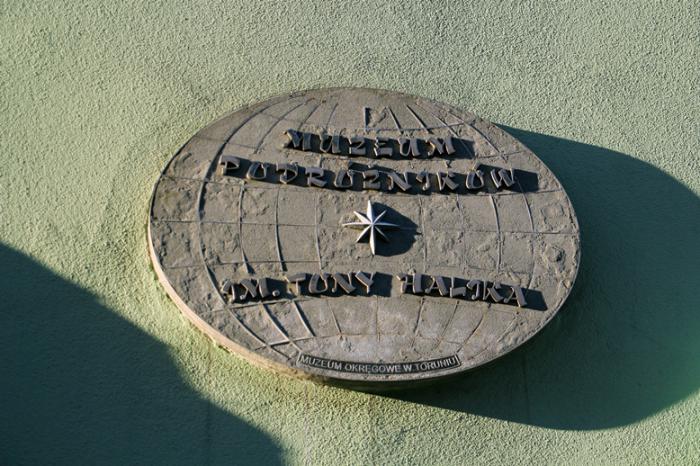 MUZEUM
PODRÓŻNIKÓW
IM. TONY HALIKA
MUZEUM OKRĘGOWE W TORUNIU